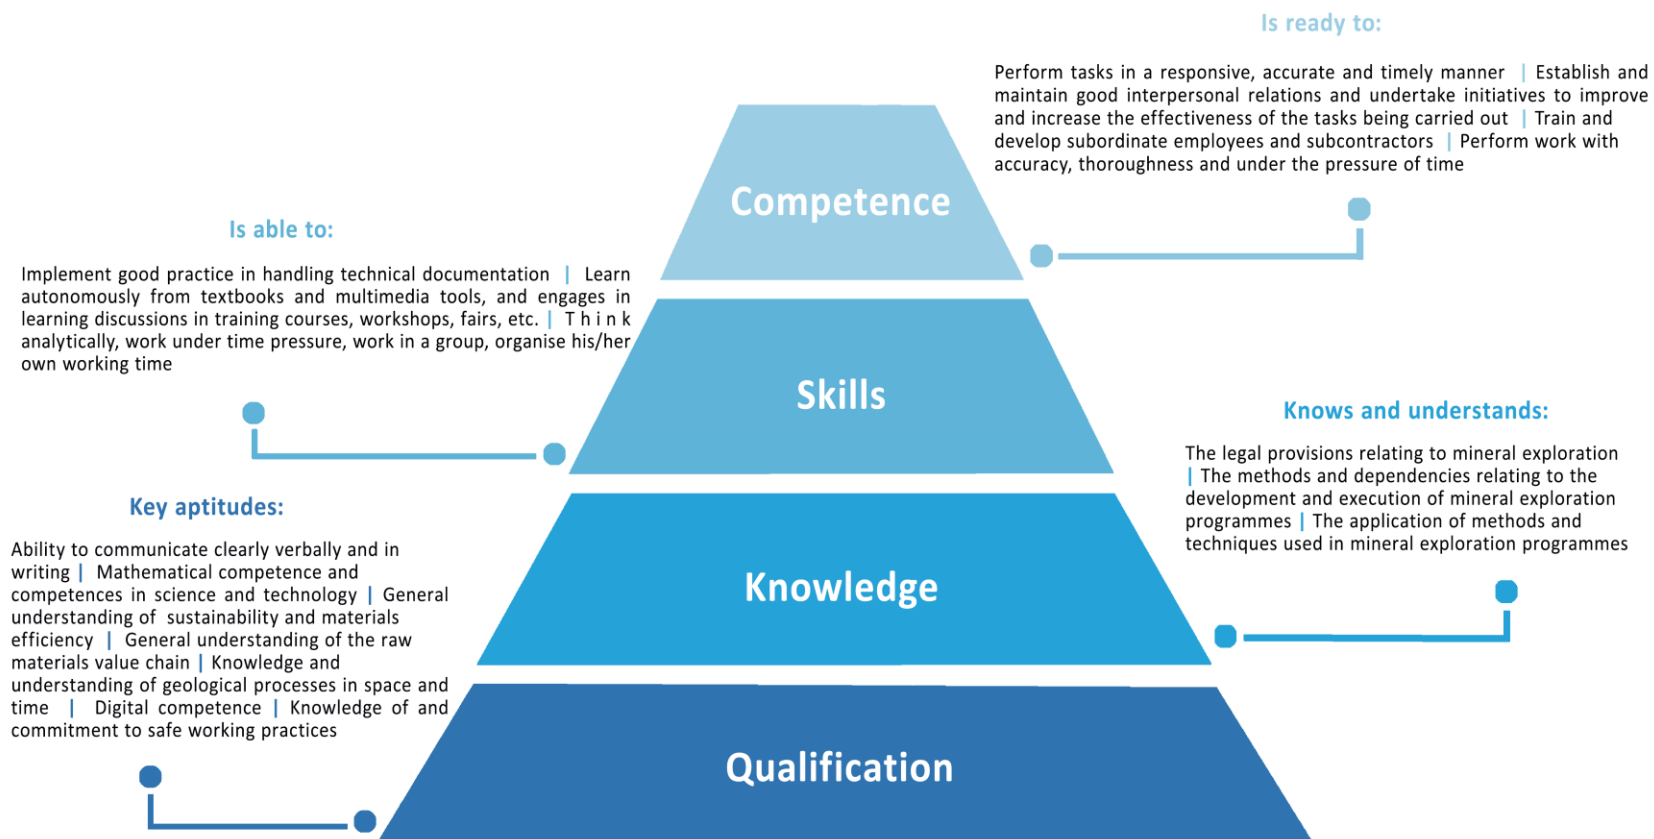 Is ready to:
Perform tasks in a responsive, accurate and timely manner | Establish and
maintain good interpersonal relations and undertake initiatives to improve
and increase the effectiveness of the tasks being carried out | Train and
develop subordinate employees and subcontractors | Perform work with
accuracy, thoroughness and under the pressure of time
Competence
Is able to:
Implement good practice in handling technical documentation | Learn
autonomously from textbooks and multimedia tools, and engages in
learning discussions in training courses, workshops, fairs, etc. | T h i n k
analytically, work under time pressure, work in a group, organise his/her
own working time
Skills
Knows and understands:
The legal provisions relating to mineral exploration
| The methods and dependencies relating to the
development and execution of mineral exploration
programmes | The application of methods and
techniques used in mineral exploration programmes
Knowledge
Key aptitudes:
Ability to communicate clearly verbally and in
writing | Mathematical competence and
competences in science and technology | General
understanding of sustainability and materials
efficiency | General understanding of the raw
materials value chain | Knowledge and
understanding of geological processes in space and
time | Digital competence | Knowledge of and
commitment to safe working practices
Qualification